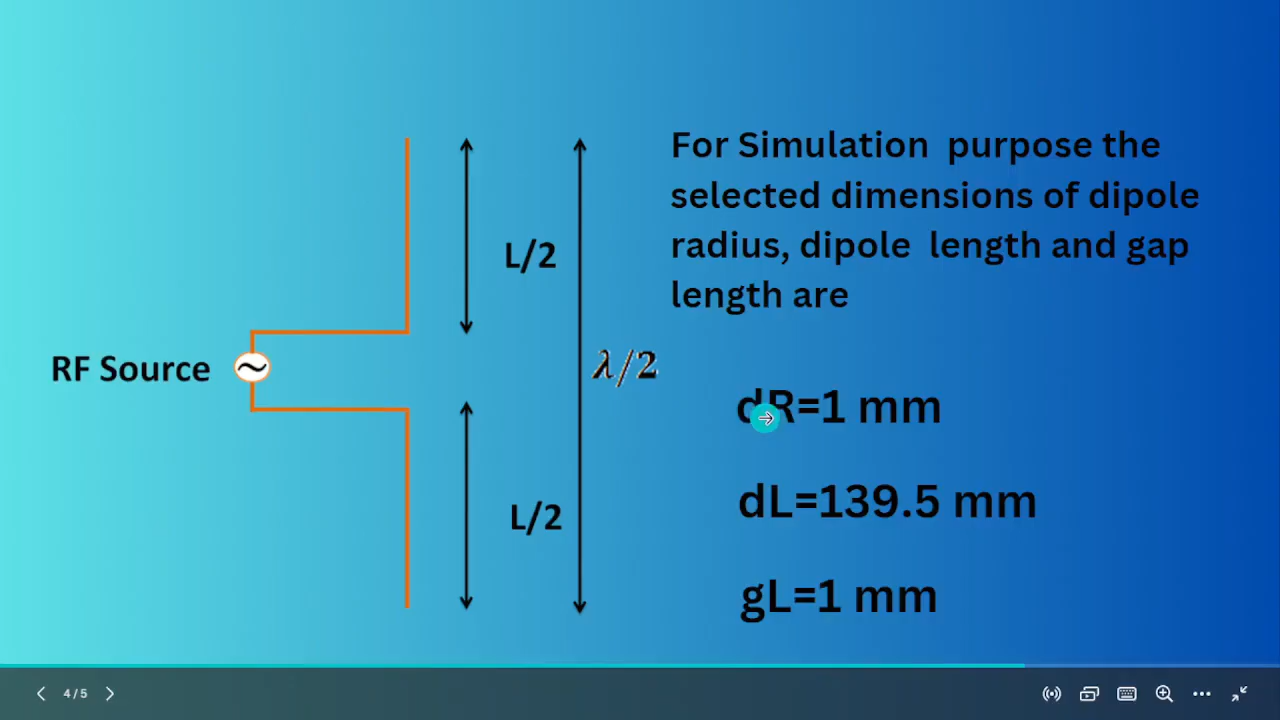 For Simulation purpose the
selected dimensions of dipole
radius, dipole length and gap
length are
L/2
RF Source
λ/2
dR=1 mm
dL=139.5 mm
L/2
gL=1 mm
4/5